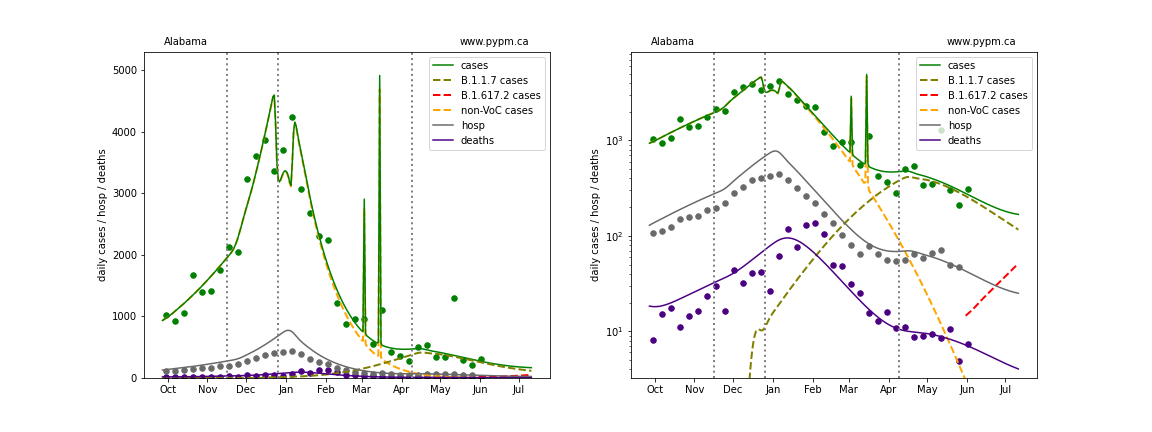 Alabama
www.pypm.ca
daily cases / hosp / deaths
5000
4000
3000
2000
1000
0
cases
B.1.1.7 cases
B.1.617.2 cases
non-VoC cases
hosp
deaths
Oct Nov Dec Jan Feb Mar Apr May Jun Jul
Alabama
www.pypm.ca
daily cases / hosp / deaths
10³
10²
10¹
cases
B.1.1.7 cases
B.1.617.2 cases
non-VoC cases
hosp
deaths
Oct Nov Dec Jan Feb Mar Apr May Jun Jul